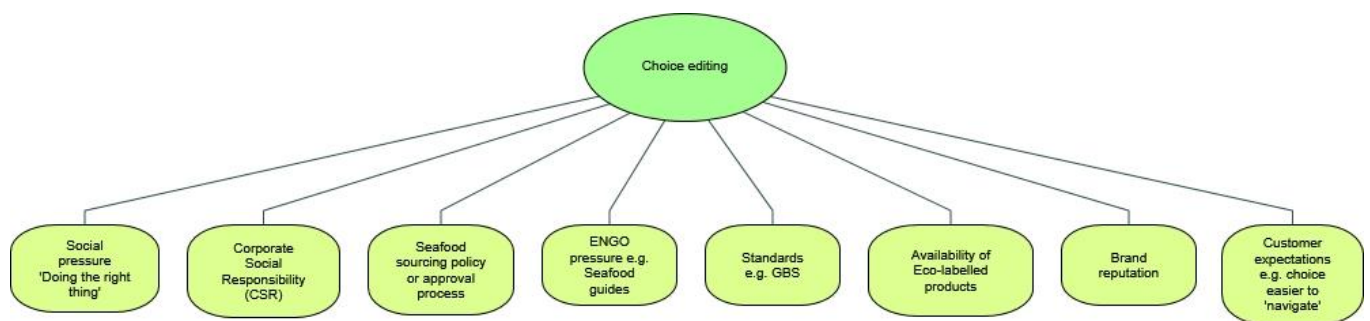 Choice editing
Social
pressure
'Doing the right
thing'
Corporate
Social
Responsibility
(CSR)
Seafood
sourcing policy
or approval
process
ENGO
pressure e.g.
Seafood
guides
Standards
e.g. GBS
Availability of
Eco-labelled
products
Brand
reputation
Customer
expectations
e.g. choice
easier to
'navigate'